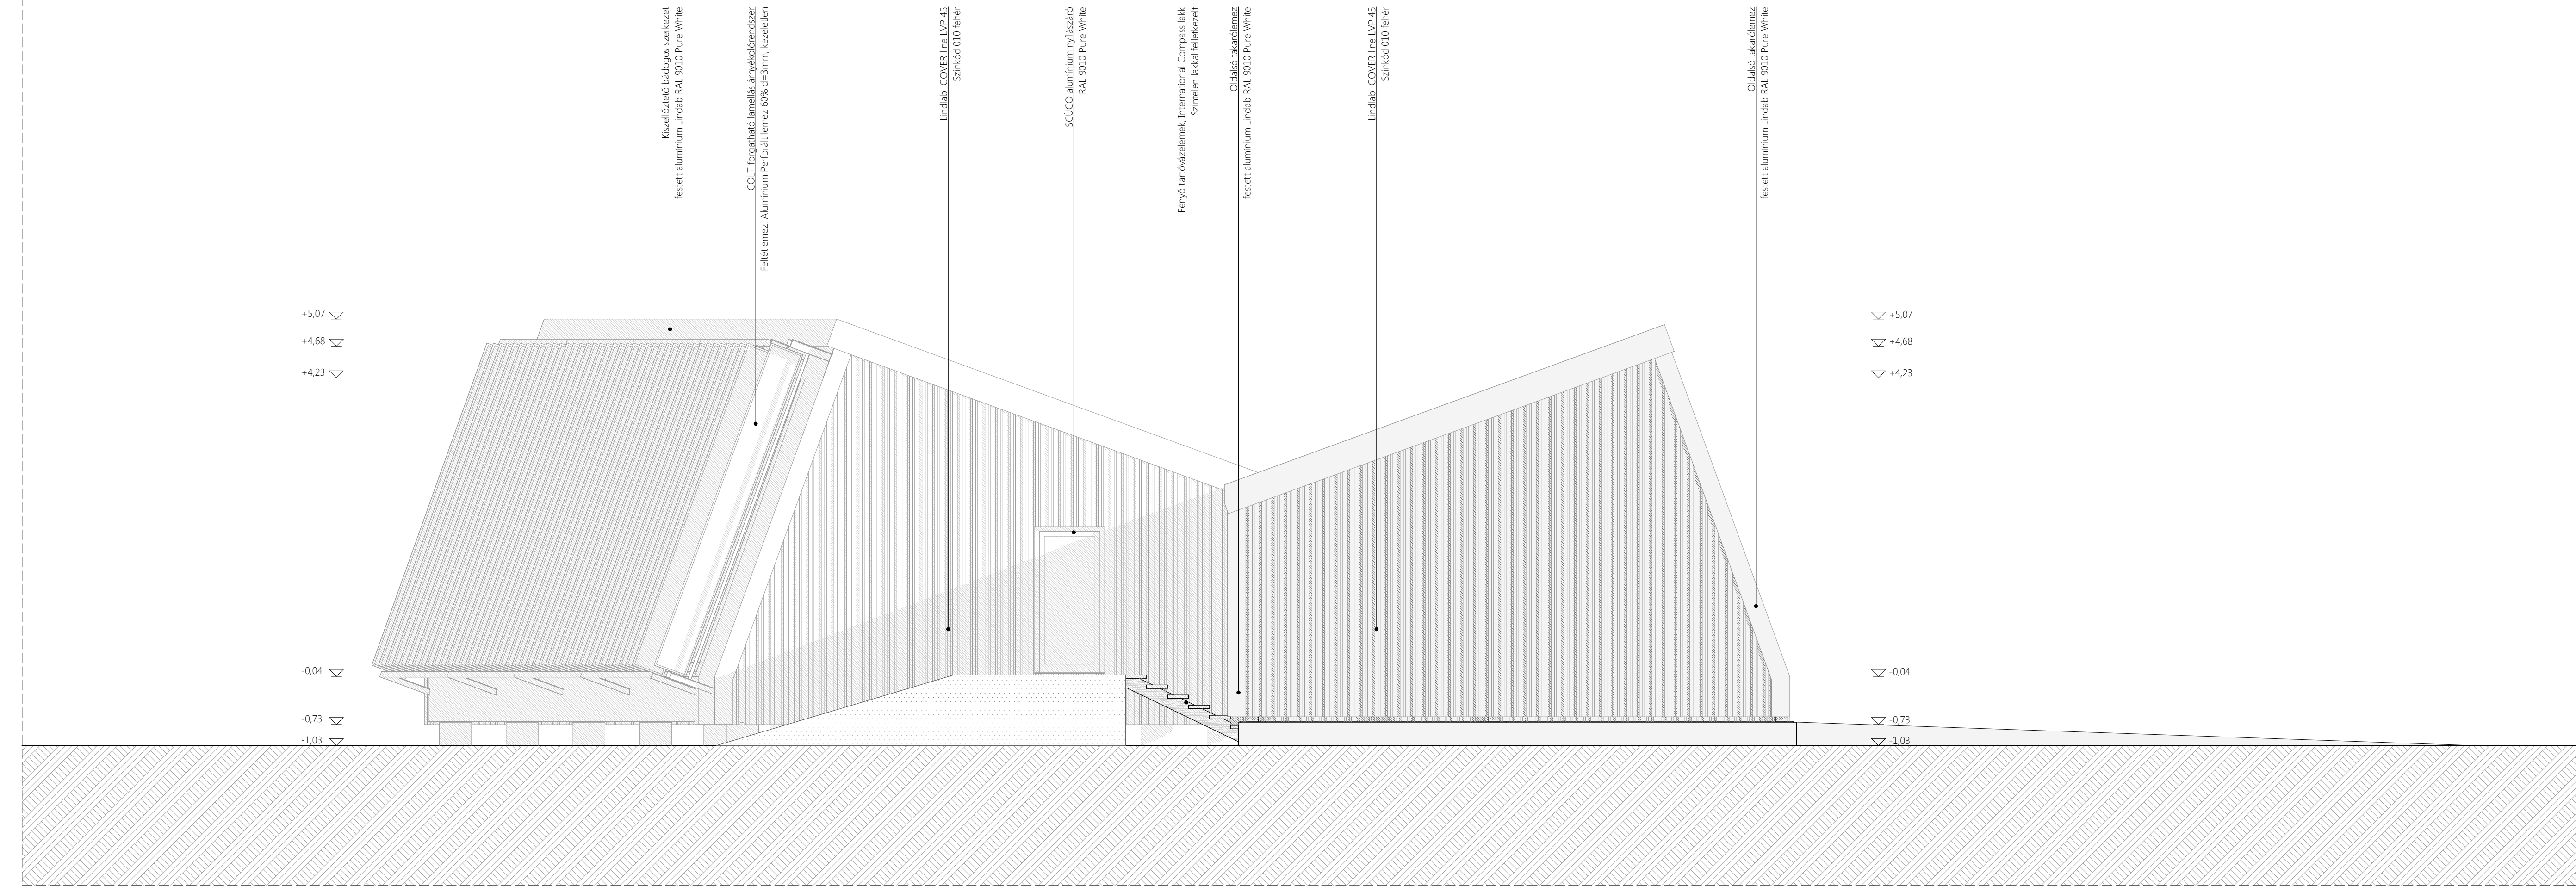 Kiszellőztető bádogos szerkezet
festett alumínium Lindab RAL 9010 Pure White
COLT forgatható lamellás árnyékolórendszer
Feltétlemez: Alumínium Perforált lemez 60% d=3mm, kezeletlen
Lindlab COVER line LVP 45
Színkód 010 fehér
SCÜCO alumínium nyílászáró
RAL 9010 Pure White
Fenyő tartóvázelemek, International Compass lakk
Színtelen lakkal felletkezelt
Oldalsó takarólemez
festett alumínium Lindab RAL 9010 Pure White
Lindlab COVER line LVP 45
Színkód 010 fehér
Oldalsó takarólemez
festett alumínium Lindab RAL 9010 Pure White
+5,07
+4,68
+4,23
-0,04
-0,73
-1,03
+5,07
+4,68
+4,23
-0,04
-0,73
-1,03